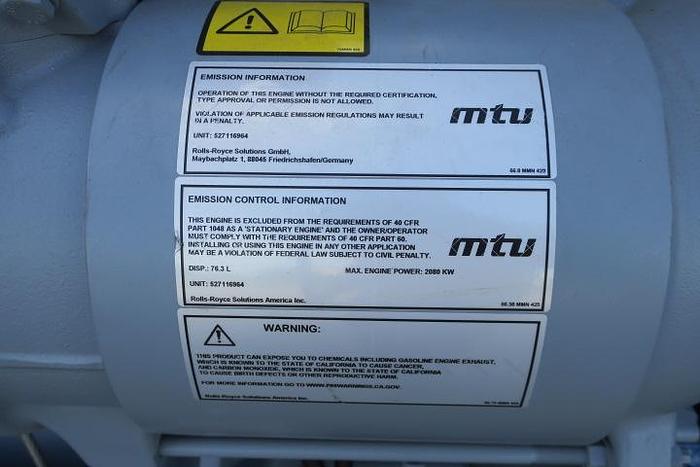 EMISSION INFORMATION
OPERATION OF THIS ENGINE WITHOUT THE REQUIRED CERTIFICATION,
TYPE APPROVAL OR PERMISSION IS NOT ALLOWED.
VIOLATION OF APPLICABLE EMISSION REGULATIONS MAY RESULT
IN A PENALTY.
mtu
UNIT: 527116964
Rolls-Royce Solutions GmbH,
Maybachplatz 1, 88045 Friedrichshafen/Germany
EMISSION CONTROL INFORMATION
THIS ENGINE IS EXCLUDED FROM THE REQUIREMENTS OF 40 CFR
PART 1048 AS A 'STATIONARY ENGINE' AND THE OWNER/OPERATOR
MUST COMPLY WITH THE REQUIREMENTS OF 40 CFR PART 60.
INSTALLING OR USING THIS ENGINE IN ANY OTHER APPLICATION
MAY BE A VIOLATION OF FEDERAL LAW SUBJECT TO CIVIL PENALTY.
mtu
DISP.: 76.3 L MAX. ENGINE POWER: 2080 KW
UNIT: 527116964
Rolls-Royce Solutions America Inc.
WARNING:
THIS PRODUCT CAN EXPOSE YOU TO CHEMICALS INCLUDING GASOLINE ENGINE EXHAUST,
WHICH IS KNOWN TO THE STATE OF CALIFORNIA TO CAUSE CANCER,
AND CARBON MONOXIDE, WHICH IS KNOWN TO THE STATE OF CALIFORNIA
TO CAUSE BIRTH DEFECTS OR OTHER REPRODUCTIVE HARM.
FOR MORE INFORMATION GO TO WWW.P65WARNINGS.CA.GOV.
Rolls-Royce Solutions America Inc.